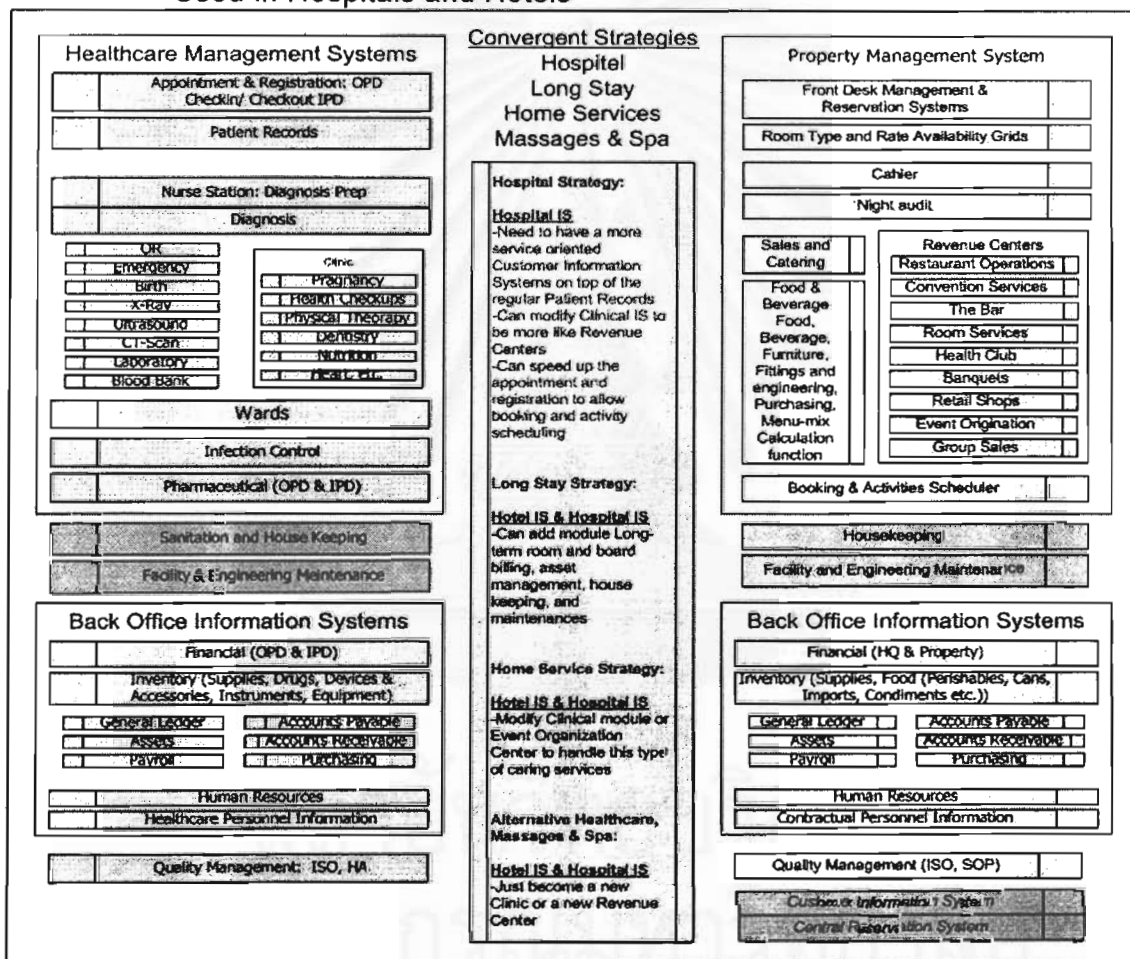 Used in Hospitals and Hotels
Healthcare Management Systems
Appointment & Registration: OPD
Checkin/ Checkout IPD
Patient Records
Nurse Station: Diagnosis Prep
Diagnosis
OR
Emergency
Birth
X-Ray
Ultrasound
CT-Scan
Laboratory
Blood Bank
Clinic
Pragnancy
Health Checkups
Physical Theorapy
Dentistry
Nutrition
Heart, etc.
Wards
Infection Control
Pharmaceutical (OPD & IPD)
Sanitation and House Keeping
Facility & Engineering Maintenance
Back Office Information Systems
Financial (OPD & IPD)
Inventory (Supplies, Drugs, Devices &
Accessories, Instruments, Equipment)
General Ledger
Assets
Payroll
Accounts Payable
Accounts Receivable
Purchasing
Human Resources
Healthcare Personnel Information
Quality Management: ISO, HA
Convergent Strategies
Hospitel
Long Stay
Home Services
Massages & Spa
Hospital Strategy:
Hospital IS
-Need to have a more
service oriented
Customer Information
Systems on top of the
regular Patient Records
-Can modify Clinical IS to
be more like Revenue
Centers
-Can speed up the
appointment and
registration to allow
booking and activity
scheduling
Long Stay Strategy:
Hotel IS & Hospital IS
-Can add module Long-
term room and board
billing, asset
management, house
keeping, and
maintenances
Home Service Strategy:
Hotel IS & Hospital IS
-Modify Clinical module or
Event Organization
Center to handle this type
of caring services
Alternative Healthcare,
Massages & Spa:
Hotel IS & Hospital IS
-Just become a new
Clinic or a new Revenue
Center
Property Management System
Front Desk Management &
Reservation Systems
Room Type and Rate Availability Grids
Cahier
Night audit
Sales and
Catering
Food &
Beverage
Food,
Beverage,
Furniture,
Fittings and
engineering,
Purchasing,
Menu-mix
Calculation
function
Revenue Centers
Restaurant Operations
Convention Services
The Bar
Room Services
Health Club
Banquets
Retail Shops
Event Origination
Group Sales
Booking & Activities Scheduler
Housekeeping
Facility and Engineering Maintenance
Back Office Information Systems
Financial (HQ & Property)
Inventory (Supplies, Food (Perishables, Cans,
Imports, Condiments etc.))
General Ledger
Assets
Payroll
Accounts Payable
Accounts Receivable
Purchasing
Human Resources
Contractual Personnel Information
Quality Management (ISO, SOP)
Customer Information System
Central Reservation System